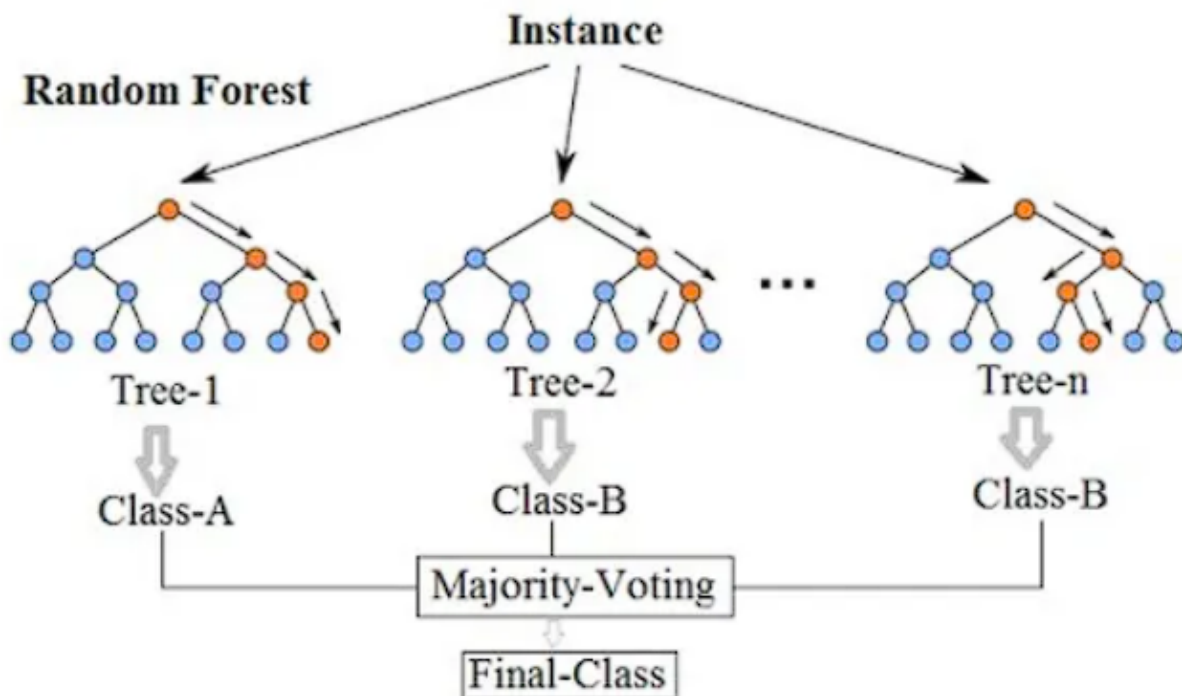 Instance
Random Forest
...
Tree-1
Tree-2
Tree-n
Class-A
Class-B
Class-B
Majority-Voting
Final-Class